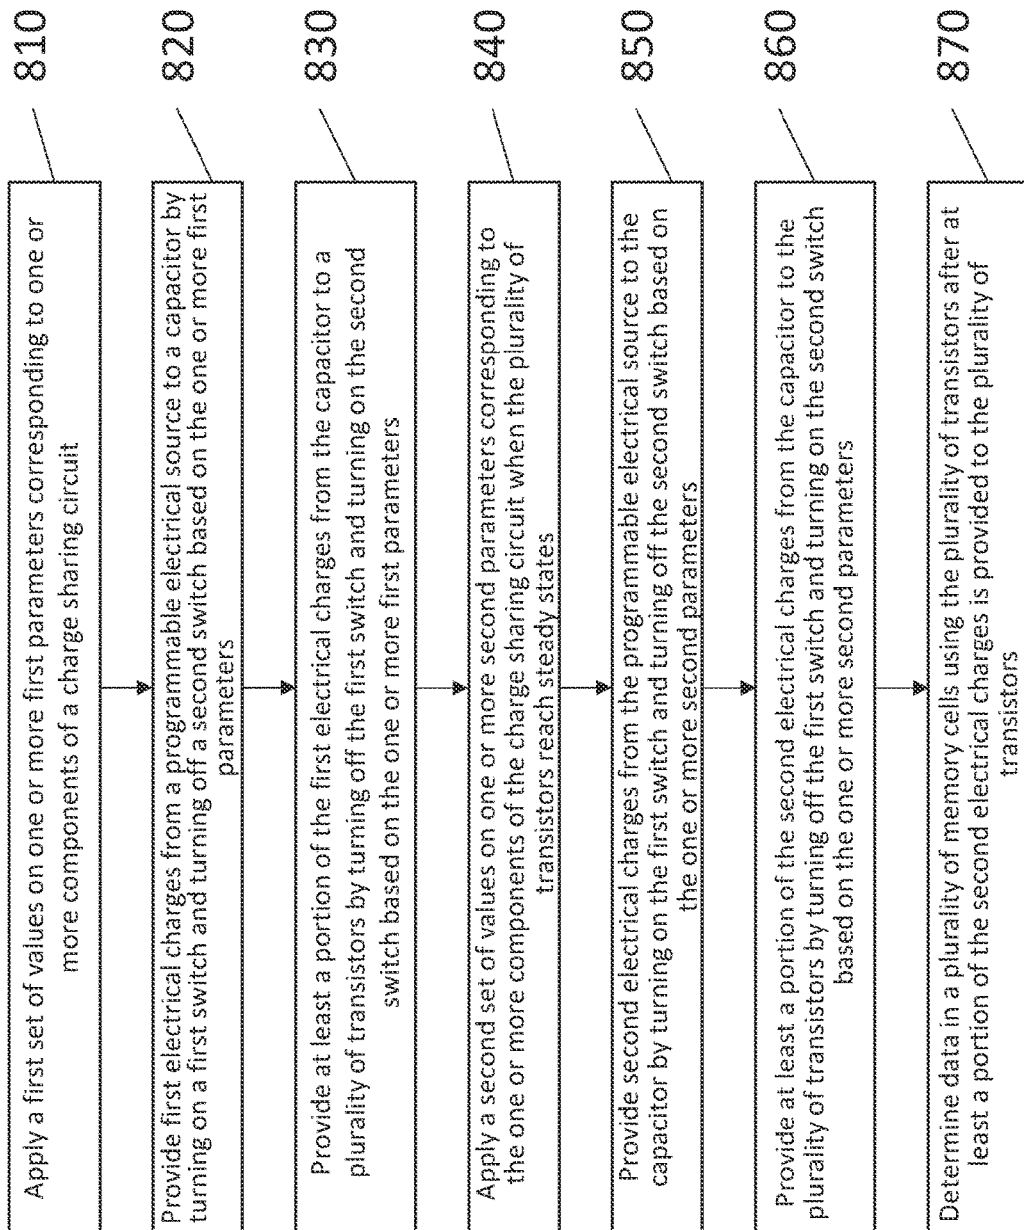 810
Apply a first set of values on one or more first parameters corresponding to one or
more components of a charge sharing circuit
820
Provide first electrical charges from a programmable electrical source to a capacitor by
turning on a first switch and turning off a second switch based on the one or more first
parameters
830
Provide at least a portion of the first electrical charges from the capacitor to a
plurality of transistors by turning off the first switch and turning on the second
switch based on the one or more first parameters
840
Apply a second set of values on one or more second parameters corresponding to
the one or more components of the charge sharing circuit when the plurality of
transistors reach steady states
850
Provide second electrical charges from the programmable electrical source to the
capacitor by turning on the first switch and turning off the second switch based on
the one or more second parameters
860
Provide at least a portion of the second electrical charges from the capacitor to the
plurality of transistors by turning off the first switch and turning on the second switch
based on the one or more second parameters
870
Determine data in a plurality of memory cells using the plurality of transistors after at
least a portion of the second electrical charges is provided to the plurality of
transistors